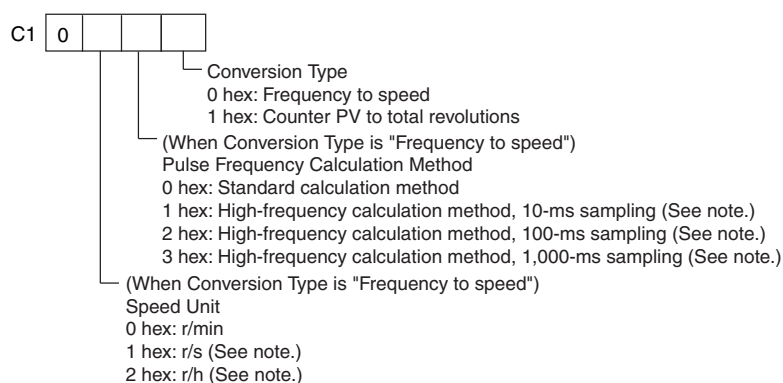 C1 0
Conversion Type
0 hex: Frequency to speed
1 hex: Counter PV to total revolutions
(When Conversion Type is "Frequency to speed")
Pulse Frequency Calculation Method
0 hex: Standard calculation method
1 hex: High-frequency calculation method, 10-ms sampling (See note.)
2 hex: High-frequency calculation method, 100-ms sampling (See note.)
3 hex: High-frequency calculation method, 1,000-ms sampling (See note.)
(When Conversion Type is "Frequency to speed")
Speed Unit
0 hex: r/min
1 hex: r/s (See note.)
2 hex: r/h (See note.)